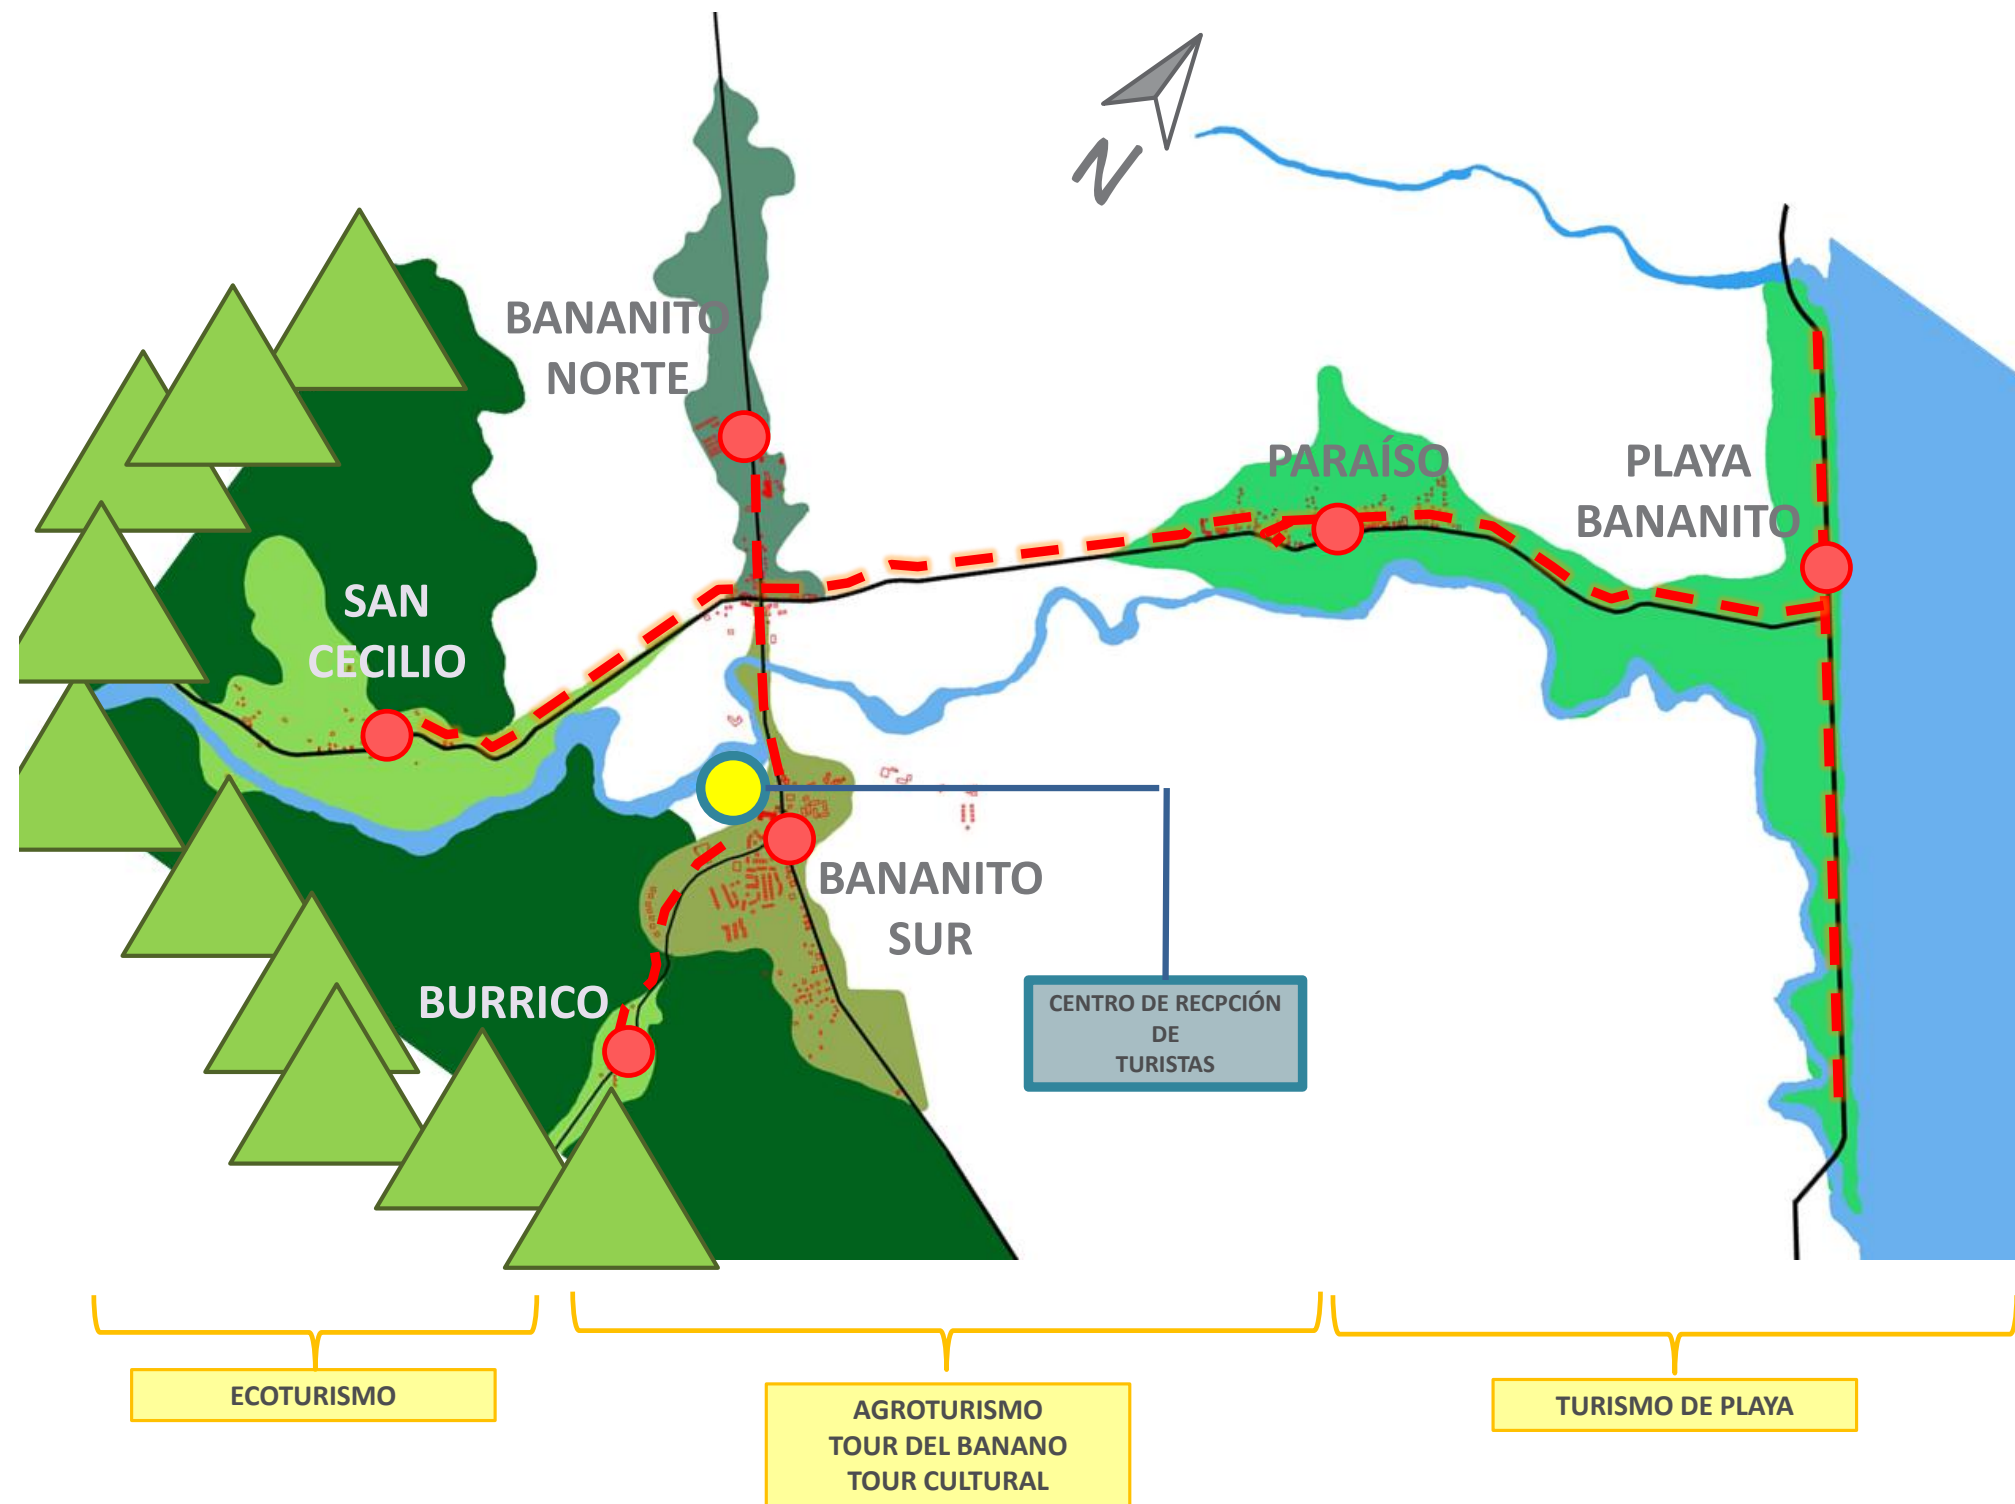 N
BANANITO
NORTE
PARAÍSO
PLAYA
BANANITO
SAN
CECILIO
BANANITO
SUR
BURRICO
CENTRO DE RECPCIÓN
DE
TURISTAS
ECOTURISMO
AGROTURISMO
TOUR DEL BANANO
TOUR CULTURAL
TURISMO DE PLAYA